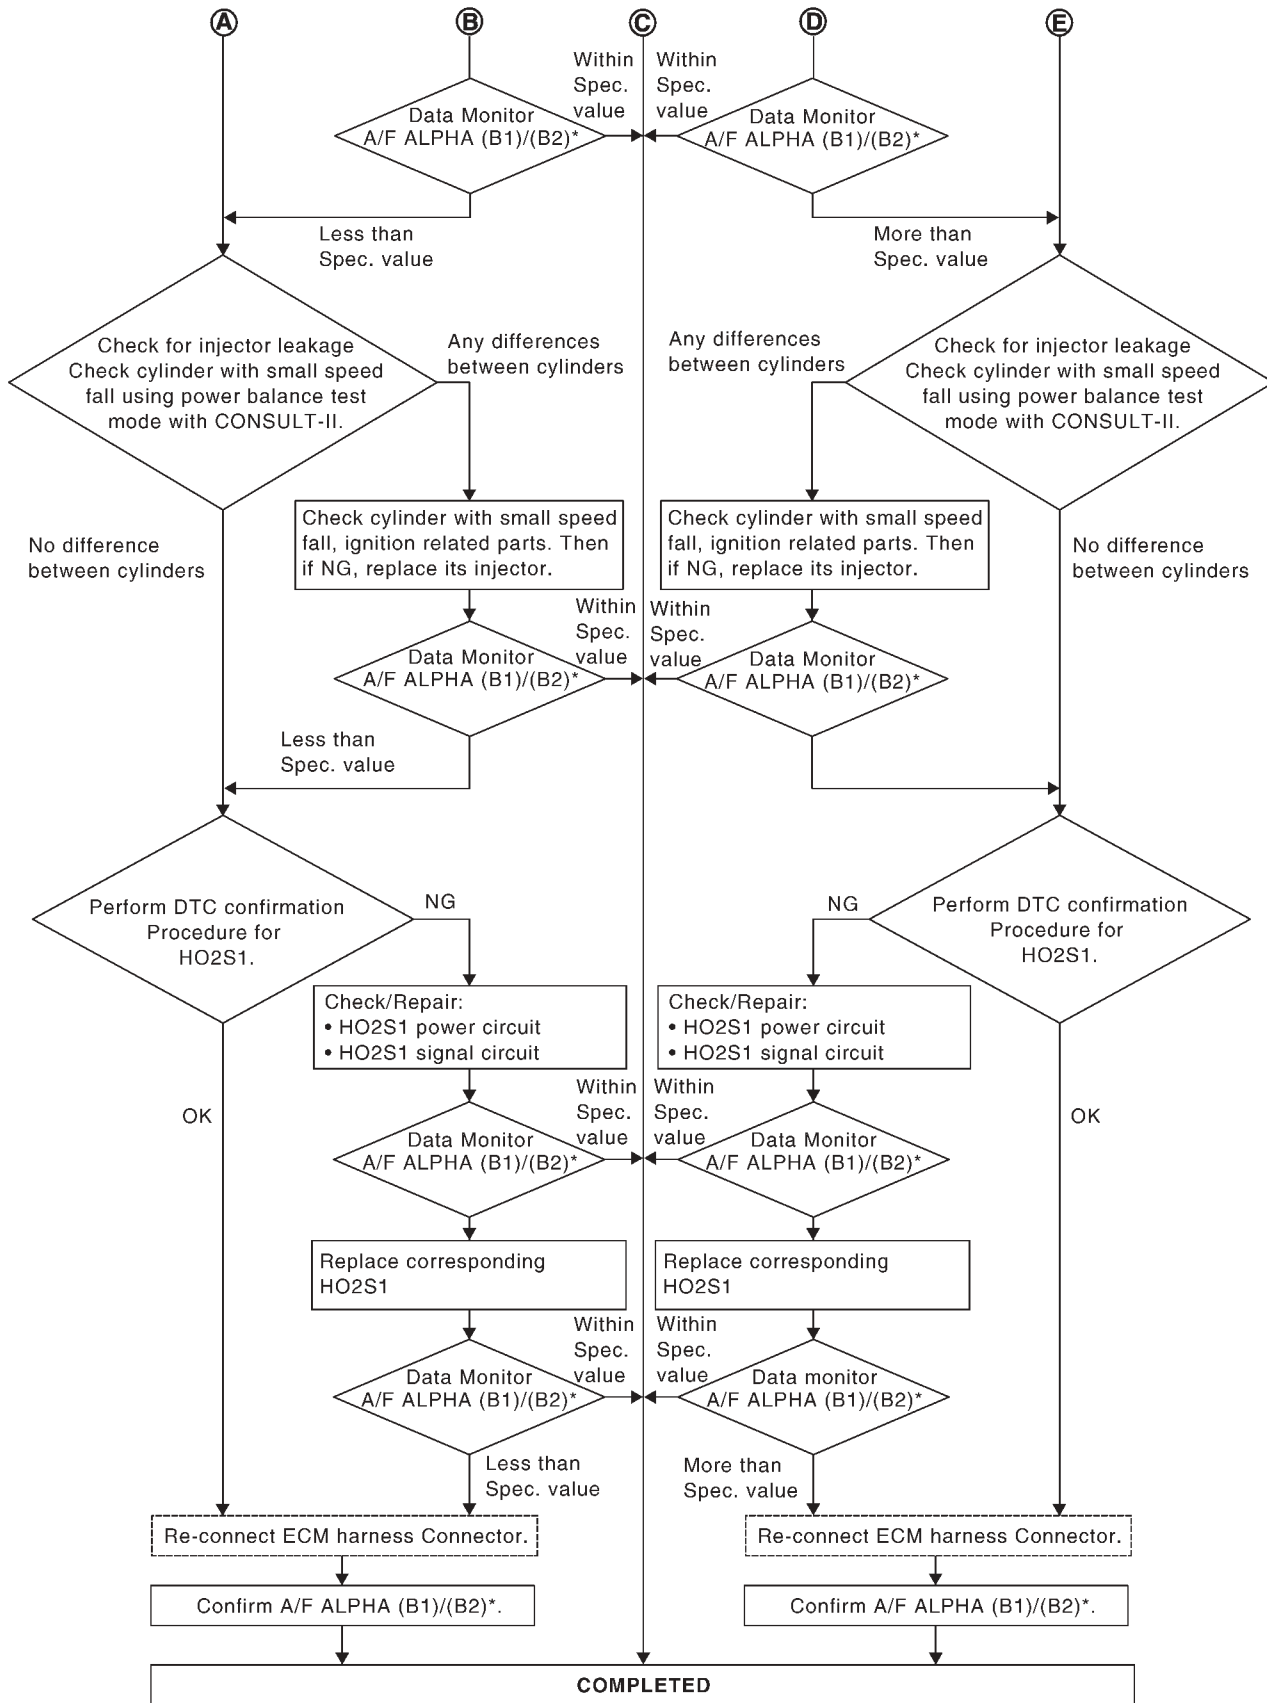 A
B
C
D
E
Within
Spec.
value
Within
Spec.
value
Data Monitor
A/F ALPHA (B1)/(B2)*
Data Monitor
A/F ALPHA (B1)/(B2)*
Less than
Spec. value
More than
Spec. value
Check for injector leakage
Check cylinder with small speed
fall using power balance test
mode with CONSULT-II.
Any differences
between cylinders
Any differences
between cylinders
Check for injector leakage
Check cylinder with small speed
fall using power balance test
mode with CONSULT-II.
No difference
between cylinders
Check cylinder with small speed
fall, ignition related parts. Then
if NG, replace its injector.
Check cylinder with small speed
fall, ignition related parts. Then
if NG, replace its injector.
No difference
between cylinders
Within
Spec.
value
Within
Spec.
value
Data Monitor
A/F ALPHA (B1)/(B2)*
Data Monitor
A/F ALPHA (B1)/(B2)*
Less than
Spec. value
Perform DTC confirmation
Procedure for
HO2S1.
NG
NG
Perform DTC confirmation
Procedure for
HO2S1.
Check/Repair:
• HO2S1 power circuit
• HO2S1 signal circuit
Check/Repair:
• HO2S1 power circuit
• HO2S1 signal circuit
OK
Within
Spec.
value
Within
Spec.
value
OK
Data Monitor
A/F ALPHA (B1)/(B2)*
Data Monitor
A/F ALPHA (B1)/(B2)*
Replace corresponding
HO2S1
Replace corresponding
HO2S1
Within
Spec.
value
Within
Spec.
value
Data Monitor
A/F ALPHA (B1)/(B2)*
Data monitor
A/F ALPHA (B1)/(B2)*
Less than
Spec. value
More than
Spec. value
Re-connect ECM harness Connector.
Re-connect ECM harness Connector.
Confirm A/F ALPHA (B1)/(B2)*.
Confirm A/F ALPHA (B1)/(B2)*.
COMPLETED